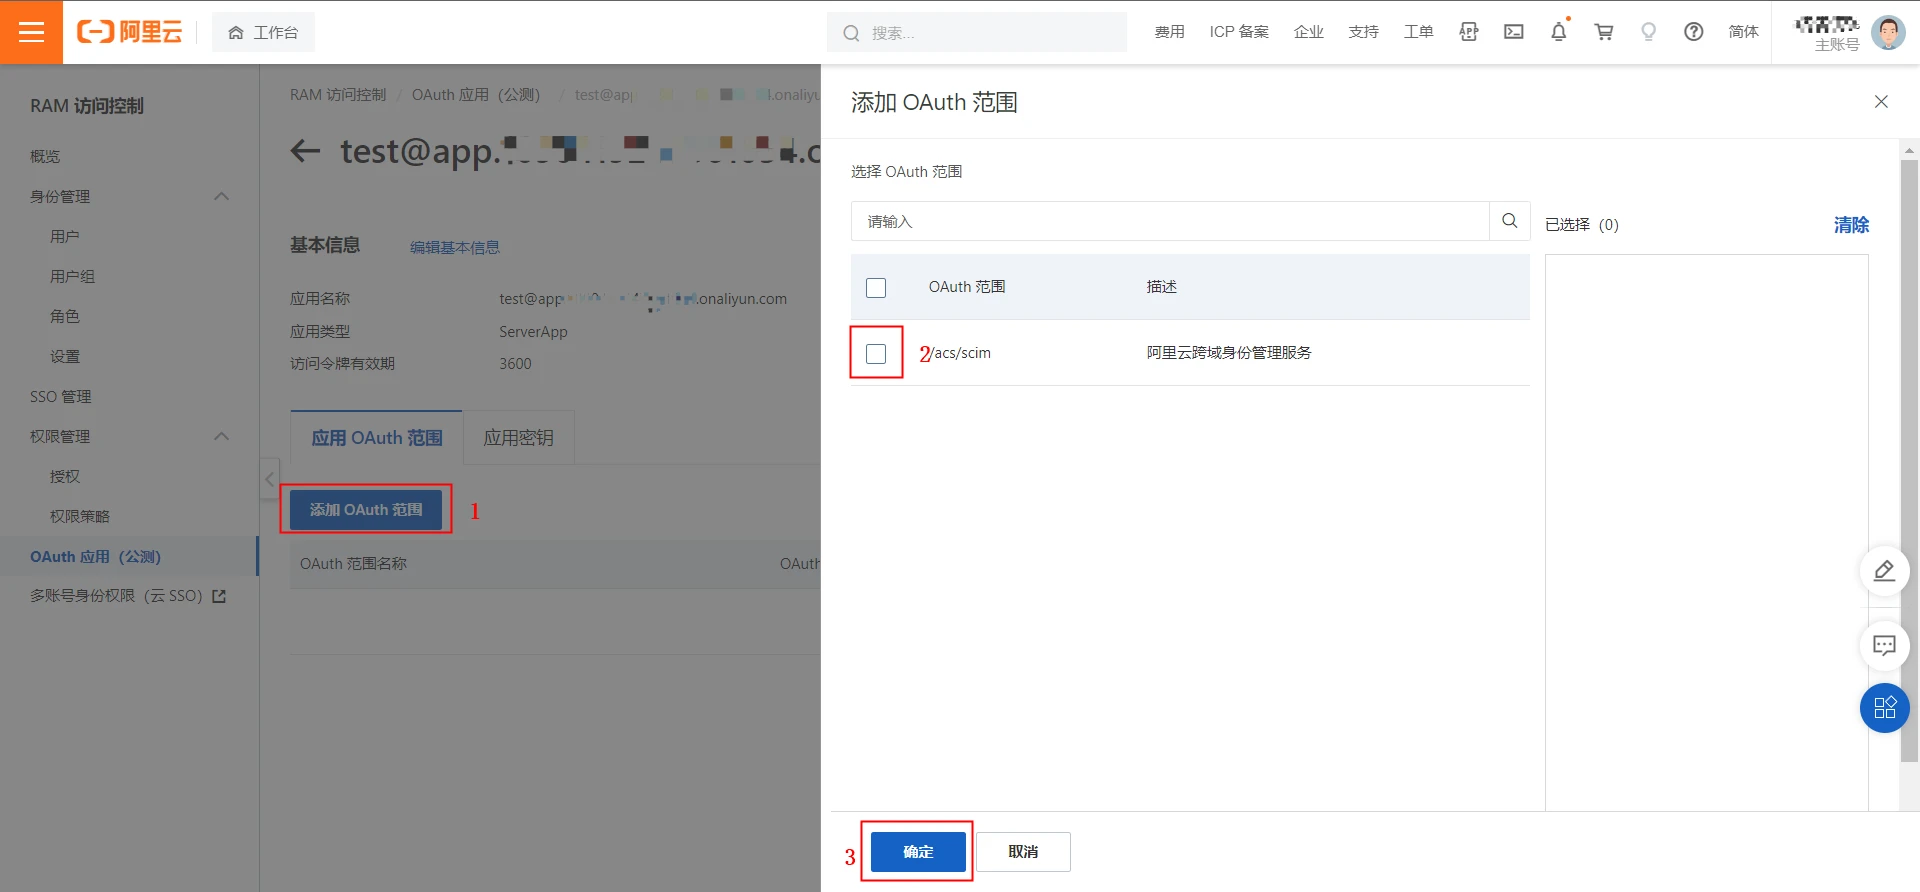 阿里云
工作台
搜索...
费用
ICP 备案
企业
支持
工单
简体
主账号
RAM 访问控制
概览
身份管理
用户
用户组
角色
设置
SSO 管理
权限管理
授权
权限策略
OAuth 应用（公测）
多账号身份权限（云 SSO）
RAM 访问控制 / OAuth 应用（公测） / test@app
.onaliyu
test@app.
基本信息
编辑基本信息
应用名称 test@app .onaliyun.com
应用类型 ServerApp
访问令牌有效期 3600
应用 OAuth 范围
应用密钥
添加 OAuth 范围 1
OAuth 范围名称 OAuth
添加 OAuth 范围
选择 OAuth 范围
请输入
已选择（0）
清除
OAuth 范围 描述
2 /acs/scim 阿里云跨域身份管理服务
3 确定 取消